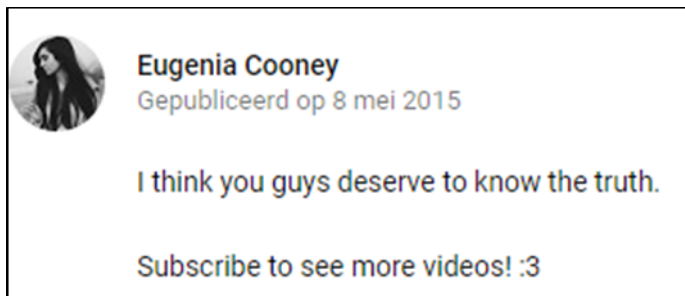 Eugenia Cooney
Gepubliceerd op 8 mei 2015
I think you guys deserve to know the truth.
Subscribe to see more videos! :3